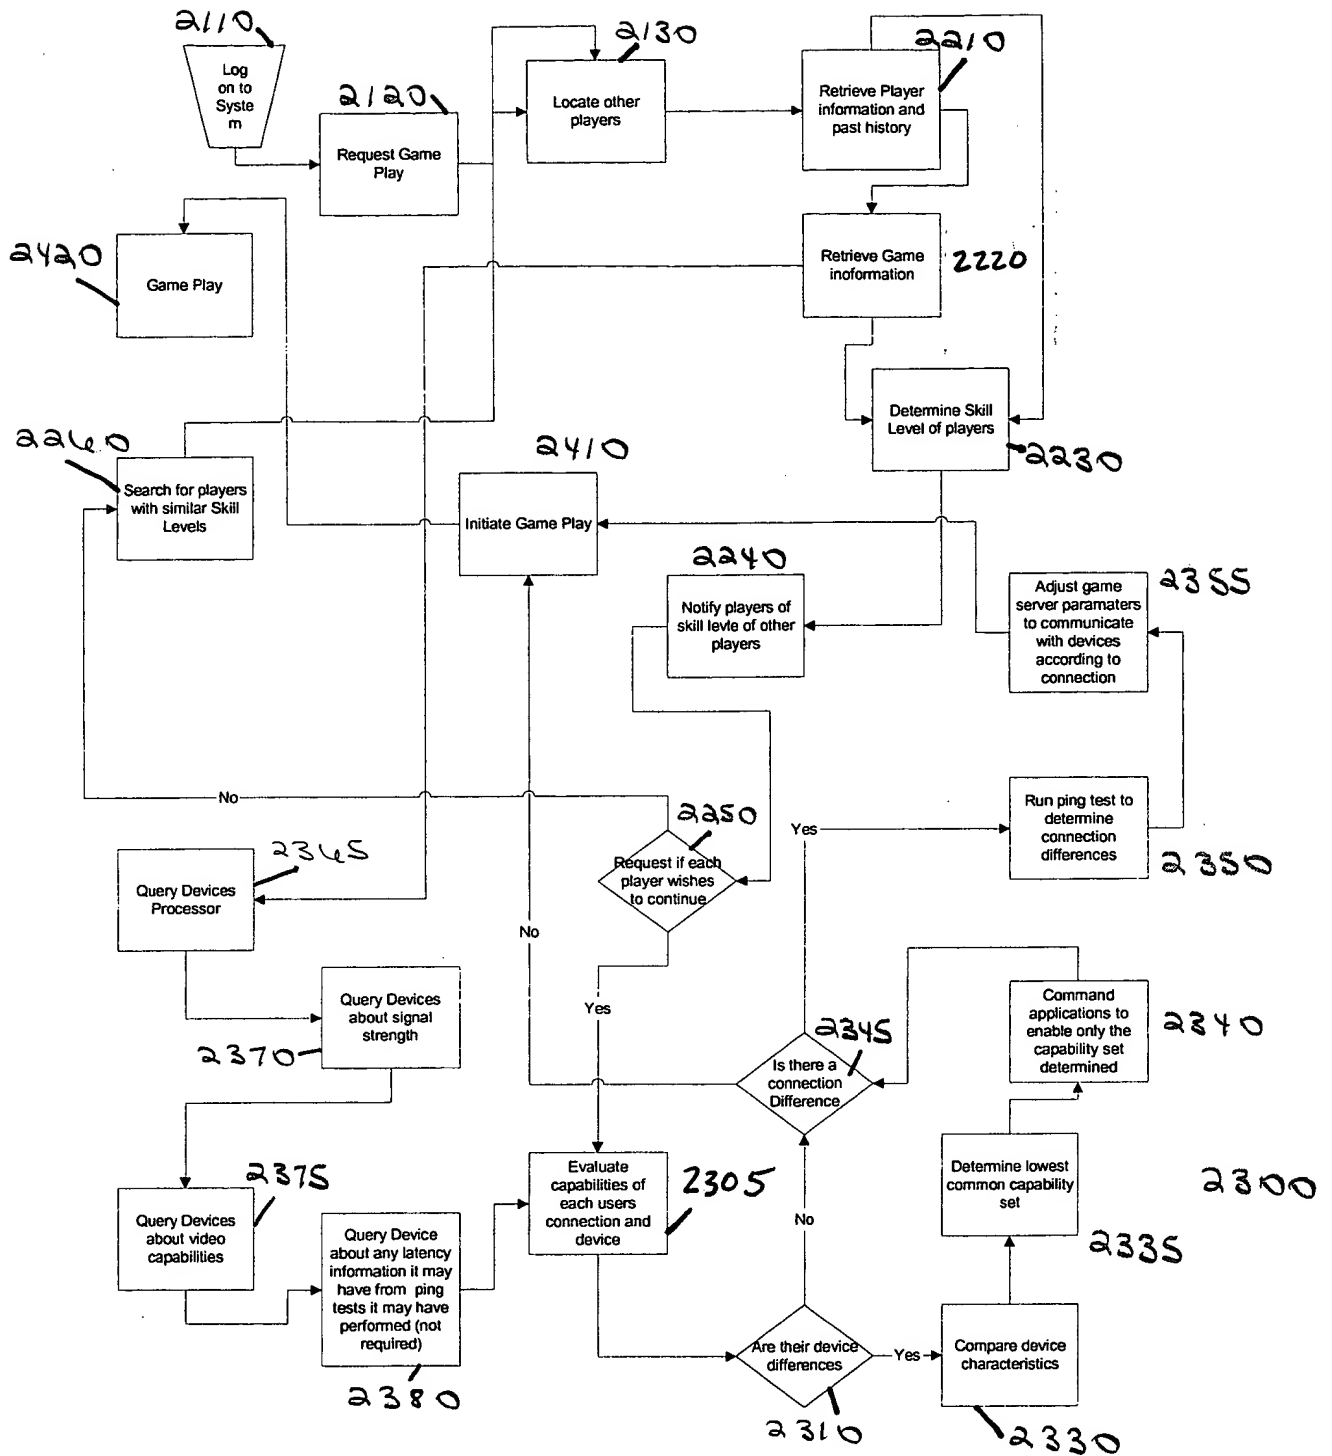 2110
Log
on to
Syste
m
2120
Request Game
Play
2130
Locate other
players
2210
Retrieve Player
information and
past history
2420
Game Play
Retrieve Game
inoformation
2220
Determine Skill
Level of players
2230
2260
Search for players
with similar Skill
Levels
2410
Initiate Game Play
2240
Notify players of
skill levle of other
players
Adjust game
server paramaters
to communicate
with devices
according to
connection
2355
No
2250
Request if each
player wishes
to continue
Yes
Run ping test to
determine
connection
differences
2350
2365
Query Devices
Processor
No
Query Devices
about signal
strength
2370
Yes
2345
Is there a
connection
Difference
Command
applications to
enable only the
capability set
determined
2340
2375
Query Devices
about video
capabilities
Query Device
about any latency
information it may
have from ping
tests it may have
performed (not
required)
2380
Evaluate
capabilities of
each users
connection and
device
2305
No
Determine lowest
common capability
set
2335
2300
Are their device
differences
2310
Yes
Compare device
characteristics
2330